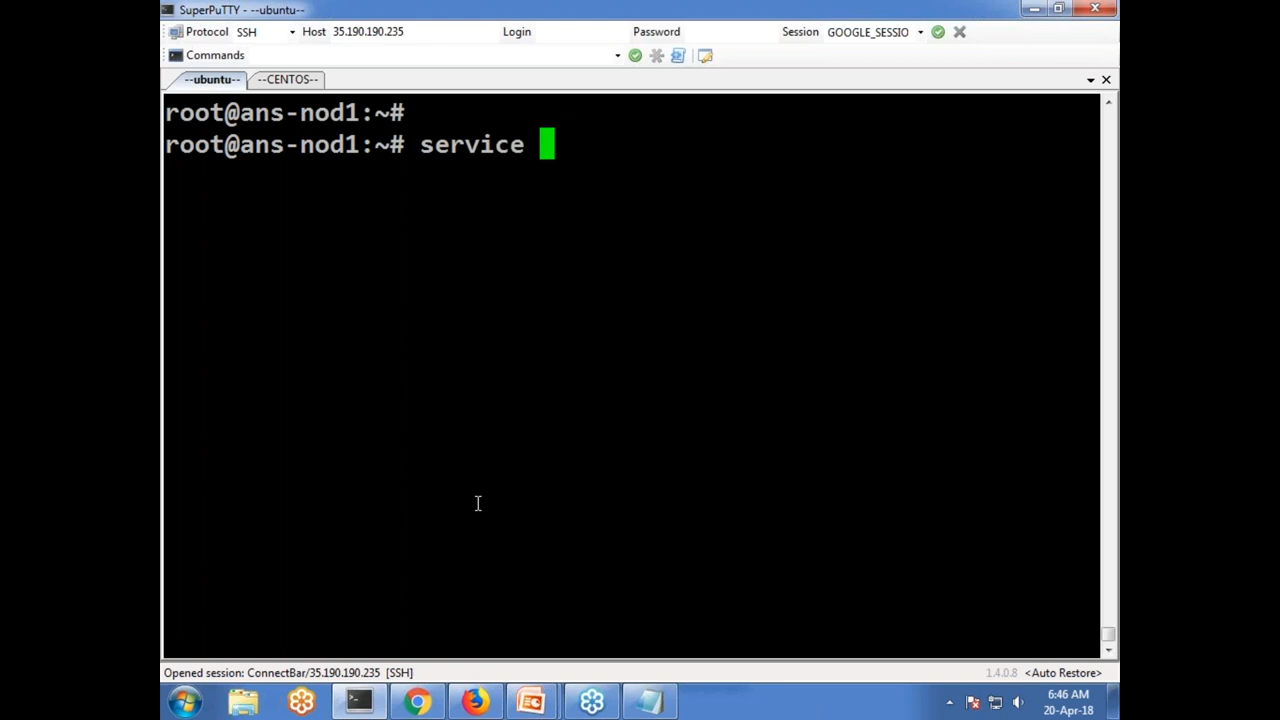 SuperPuTTY - --ubuntu--
Protocol SSH Host 35.190.190.235 Login Password Session GOOGLE_SESSIO
Commands
--ubuntu-- --CENTOS--
root@ans-nod1:~#
root@ans-nod1:~# service
Opened session: ConnectBar/35.190.190.235 [SSH] 1.4.0.8 <Auto Restore>
6:46 AM
20-Apr-18